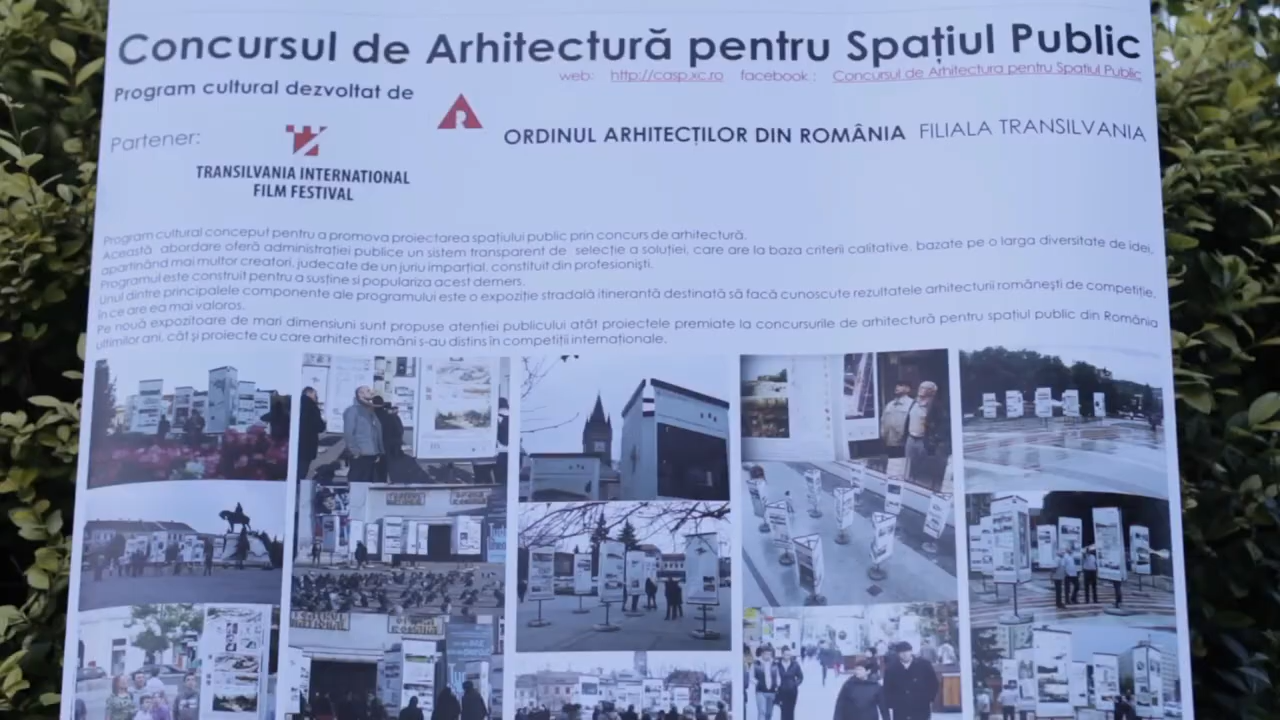 Concursul de Arhitectură pentru Spațiul Public
web: http://casp.xc.ro facebook: Concursul de Arhitectura pentru Spatiul Public
Program cultural dezvoltat de
ORDINUL ARHITECȚILOR DIN ROMÂNIA FILIALA TRANSILVANIA
Partener:
TRANSILVANIA INTERNATIONAL
FILM FESTIVAL
Program cultural conceput pentru a promova proiectarea spațiului public prin concurs de arhitectură.
Această abordare oferă administrației publice un sistem transparent de selecție a soluției, care are la baza criterii calitative, bazate pe o larga diversitate de idei,
apartinând mai multor creatori, judecate de un juriu imparțial, constituit din profesioniști.
Programul este construit pentru a susține si populariza acest demers.
Unul dintre principalele componente ale programului este o expoziție stradală itinerantă destinată să facă cunoscute rezultatele arhitecturii românești de competiție,
în ce are ea mai valoros.
Pe nouă expozitoare de mari dimensiuni sunt propuse atenției publicului atât proiectele premiate la concursurile de arhitectură pentru spațiul public din România
ultimilor ani, cât și proiecte cu care arhitecți români s-au distins în competiții internaționale.